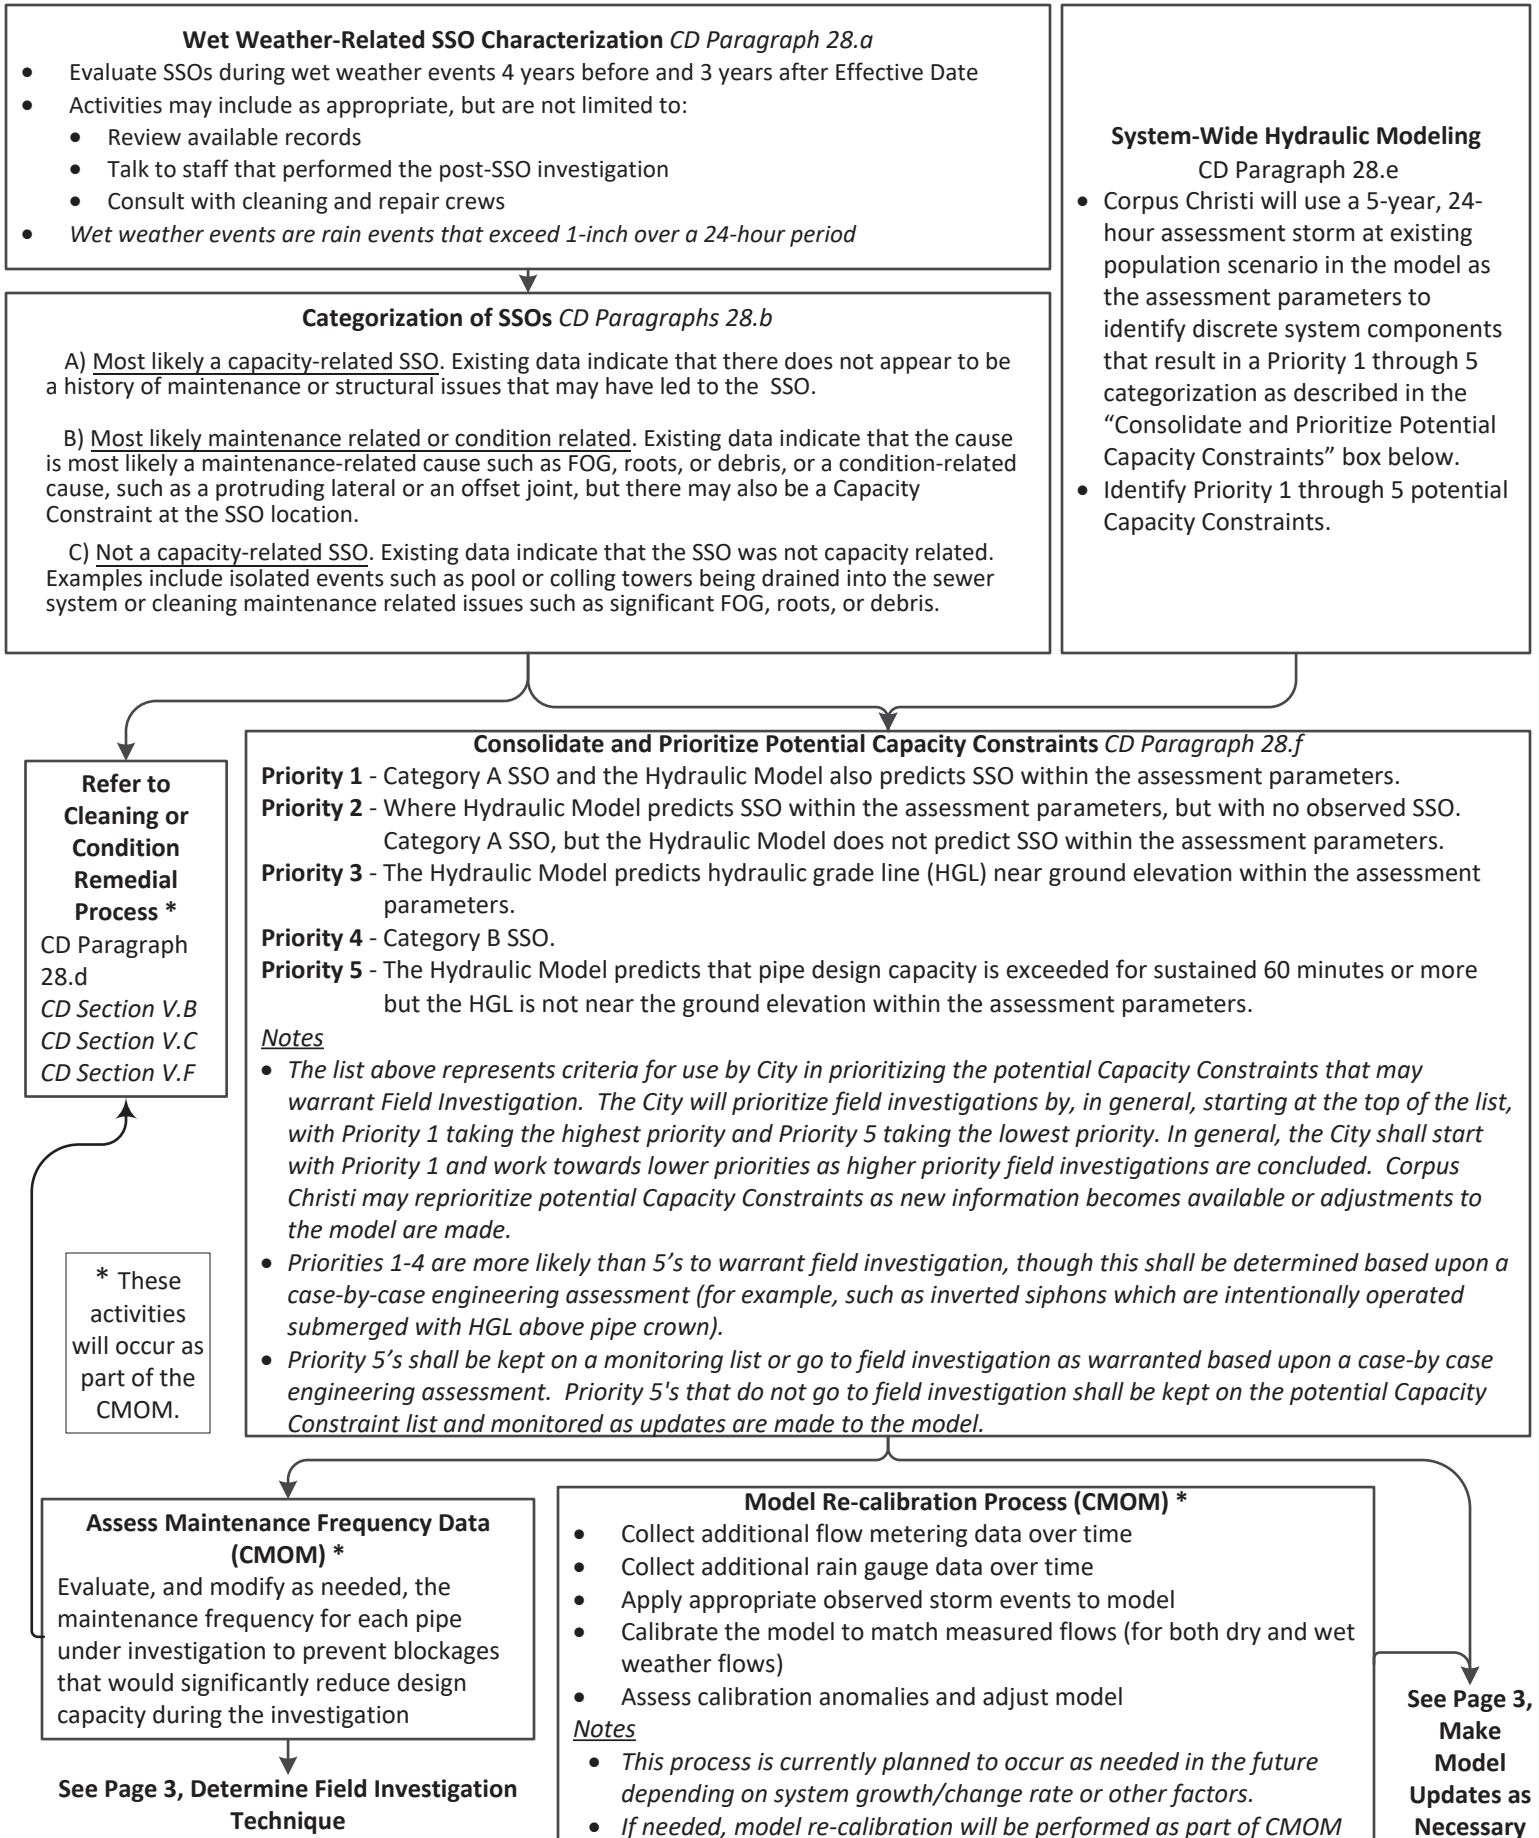 Wet Weather-Related SSO Characterization CD Paragraph 28.a
• Evaluate SSOs during wet weather events 4 years before and 3 years after Effective Date
• Activities may include as appropriate, but are not limited to:
• Review available records
• Talk to staff that performed the post-SSO investigation
• Consult with cleaning and repair crews
• Wet weather events are rain events that exceed 1-inch over a 24-hour period
System-Wide Hydraulic Modeling
CD Paragraph 28.e
• Corpus Christi will use a 5-year, 24-
hour assessment storm at existing
population scenario in the model as
the assessment parameters to
identify discrete system components
that result in a Priority 1 through 5
categorization as described in the
“Consolidate and Prioritize Potential
Capacity Constraints” box below.
• Identify Priority 1 through 5 potential
Capacity Constraints.
Categorization of SSOs CD Paragraphs 28.b
A) Most likely a capacity-related SSO. Existing data indicate that there does not appear to be
a history of maintenance or structural issues that may have led to the SSO.
B) Most likely maintenance related or condition related. Existing data indicate that the cause
is most likely a maintenance-related cause such as FOG, roots, or debris, or a condition-related
cause, such as a protruding lateral or an offset joint, but there may also be a Capacity
Constraint at the SSO location.
C) Not a capacity-related SSO. Existing data indicate that the SSO was not capacity related.
Examples include isolated events such as pool or colling towers being drained into the sewer
system or cleaning maintenance related issues such as significant FOG, roots, or debris.
Refer to
Cleaning or
Condition
Remedial
Process *
CD Paragraph
28.d
CD Section V.B
CD Section V.C
CD Section V.F
Consolidate and Prioritize Potential Capacity Constraints CD Paragraph 28.f
Priority 1 - Category A SSO and the Hydraulic Model also predicts SSO within the assessment parameters.
Priority 2 - Where Hydraulic Model predicts SSO within the assessment parameters, but with no observed SSO.
Category A SSO, but the Hydraulic Model does not predict SSO within the assessment parameters.
Priority 3 - The Hydraulic Model predicts hydraulic grade line (HGL) near ground elevation within the assessment
parameters.
Priority 4 - Category B SSO.
Priority 5 - The Hydraulic Model predicts that pipe design capacity is exceeded for sustained 60 minutes or more
but the HGL is not near the ground elevation within the assessment parameters.
Notes
• The list above represents criteria for use by City in prioritizing the potential Capacity Constraints that may
warrant Field Investigation. The City will prioritize field investigations by, in general, starting at the top of the list,
with Priority 1 taking the highest priority and Priority 5 taking the lowest priority. In general, the City shall start
with Priority 1 and work towards lower priorities as higher priority field investigations are concluded. Corpus
Christi may reprioritize potential Capacity Constraints as new information becomes available or adjustments to
the model are made.
• Priorities 1-4 are more likely than 5’s to warrant field investigation, though this shall be determined based upon a
case-by-case engineering assessment (for example, such as inverted siphons which are intentionally operated
submerged with HGL above pipe crown).
• Priority 5’s shall be kept on a monitoring list or go to field investigation as warranted based upon a case-by case
engineering assessment. Priority 5's that do not go to field investigation shall be kept on the potential Capacity
Constraint list and monitored as updates are made to the model.
* These
activities
will occur as
part of the
CMOM.
Assess Maintenance Frequency Data
(CMOM) *
Evaluate, and modify as needed, the
maintenance frequency for each pipe
under investigation to prevent blockages
that would significantly reduce design
capacity during the investigation
See Page 3, Determine Field Investigation
Technique
Model Re-calibration Process (CMOM) *
• Collect additional flow metering data over time
• Collect additional rain gauge data over time
• Apply appropriate observed storm events to model
• Calibrate the model to match measured flows (for both dry and wet
weather flows)
• Assess calibration anomalies and adjust model
Notes
• This process is currently planned to occur as needed in the future
depending on system growth/change rate or other factors.
• If needed, model re-calibration will be performed as part of CMOM
See Page 3,
Make
Model
Updates as
Necessary